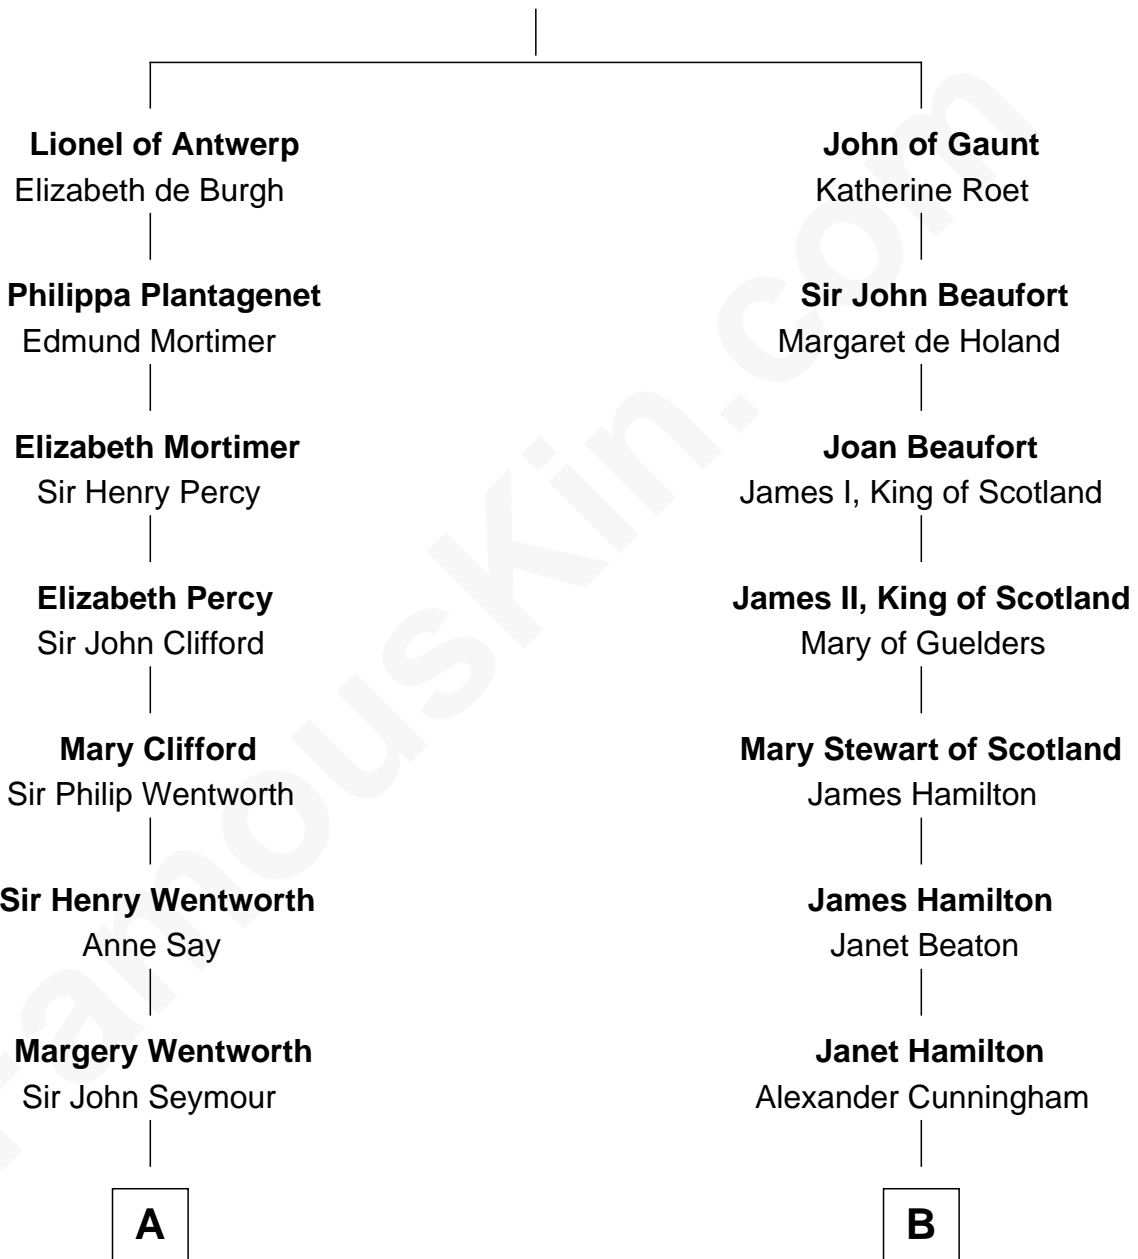 Lionel of Antwerp
Elizabeth de Burgh
Philippa Plantagenet
Edmund Mortimer
Elizabeth Mortimer
Sir Henry Percy
Elizabeth Percy
Sir John Clifford
Mary Clifford
Sir Philip Wentworth
Sir Henry Wentworth
Anne Say
Margery Wentworth
Sir John Seymour
A
John of Gaunt
Katherine Roet
Sir John Beaufort
Margaret de Holand
Joan Beaufort
James I, King of Scotland
James II, King of Scotland
Mary of Guelders
Mary Stewart of Scotland
James Hamilton
James Hamilton
Janet Beaton
Janet Hamilton
Alexander Cunningham
B
FamousKin.com